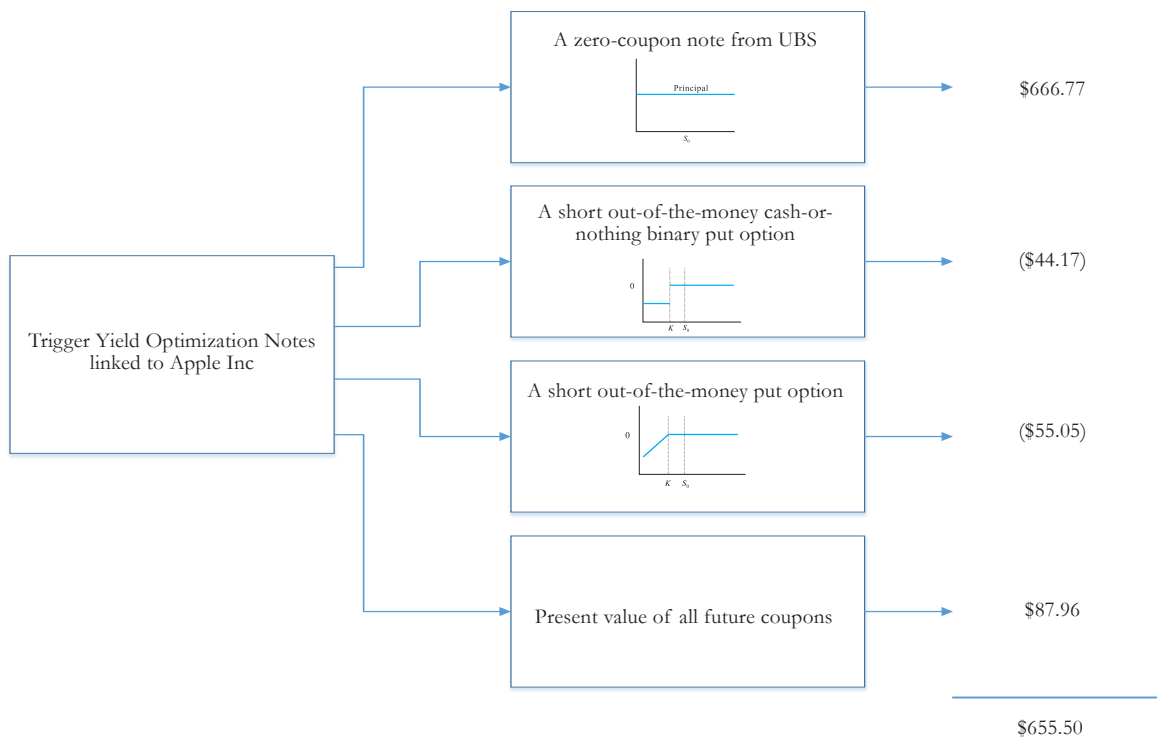 A zero-coupon note from UBS
Principal
S0
$666.77
A short out-of-the-money cash-or-
nothing binary put option
0
K
S0
($44.17)
Trigger Yield Optimization Notes
linked to Apple Inc
A short out-of-the-money put option
0
K
S0
($55.05)
Present value of all future coupons
$87.96
$655.50